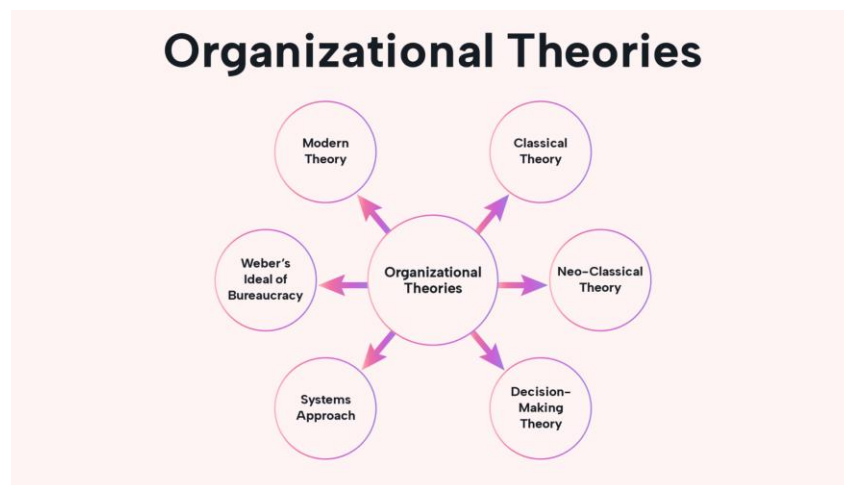 Organizational Theories
Modern
Theory
Classical
Theory
Weber's
Ideal of
Bureaucracy
Organizational
Theories
Neo-Classical
Theory
Systems
Approach
Decision-
Making
Theory